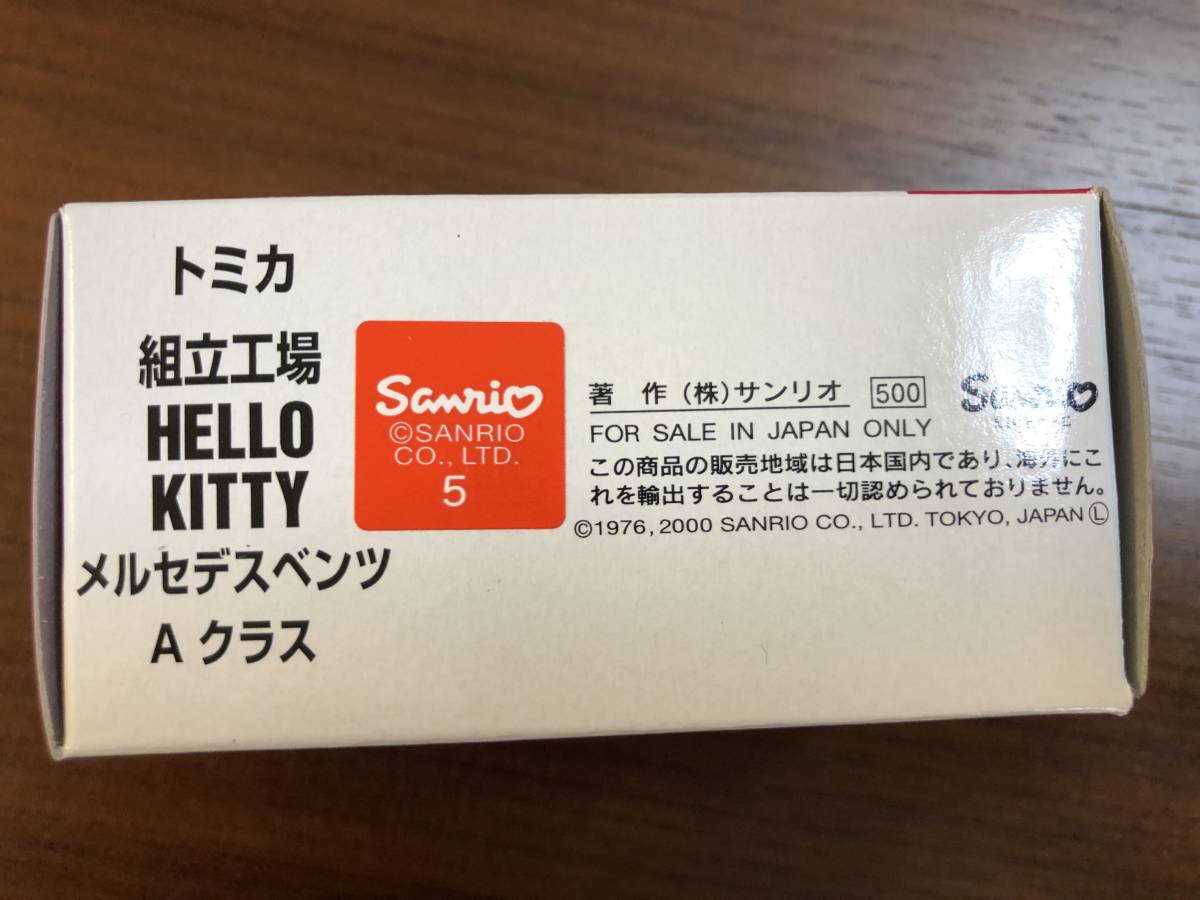 トミカ
組立工場
HELLO
KITTY
メルセデスベンツ
A クラス
Sanrio
©SANRIO
CO., LTD.
5
著 作 (株)サンリオ 500 Sanrio
FOR SALE IN JAPAN ONLY
この商品の販売地域は日本国内であり、海外にこ
れを輸出することは一切認められておりません。
©1976, 2000 SANRIO CO., LTD. TOKYO, JAPAN Ⓛ